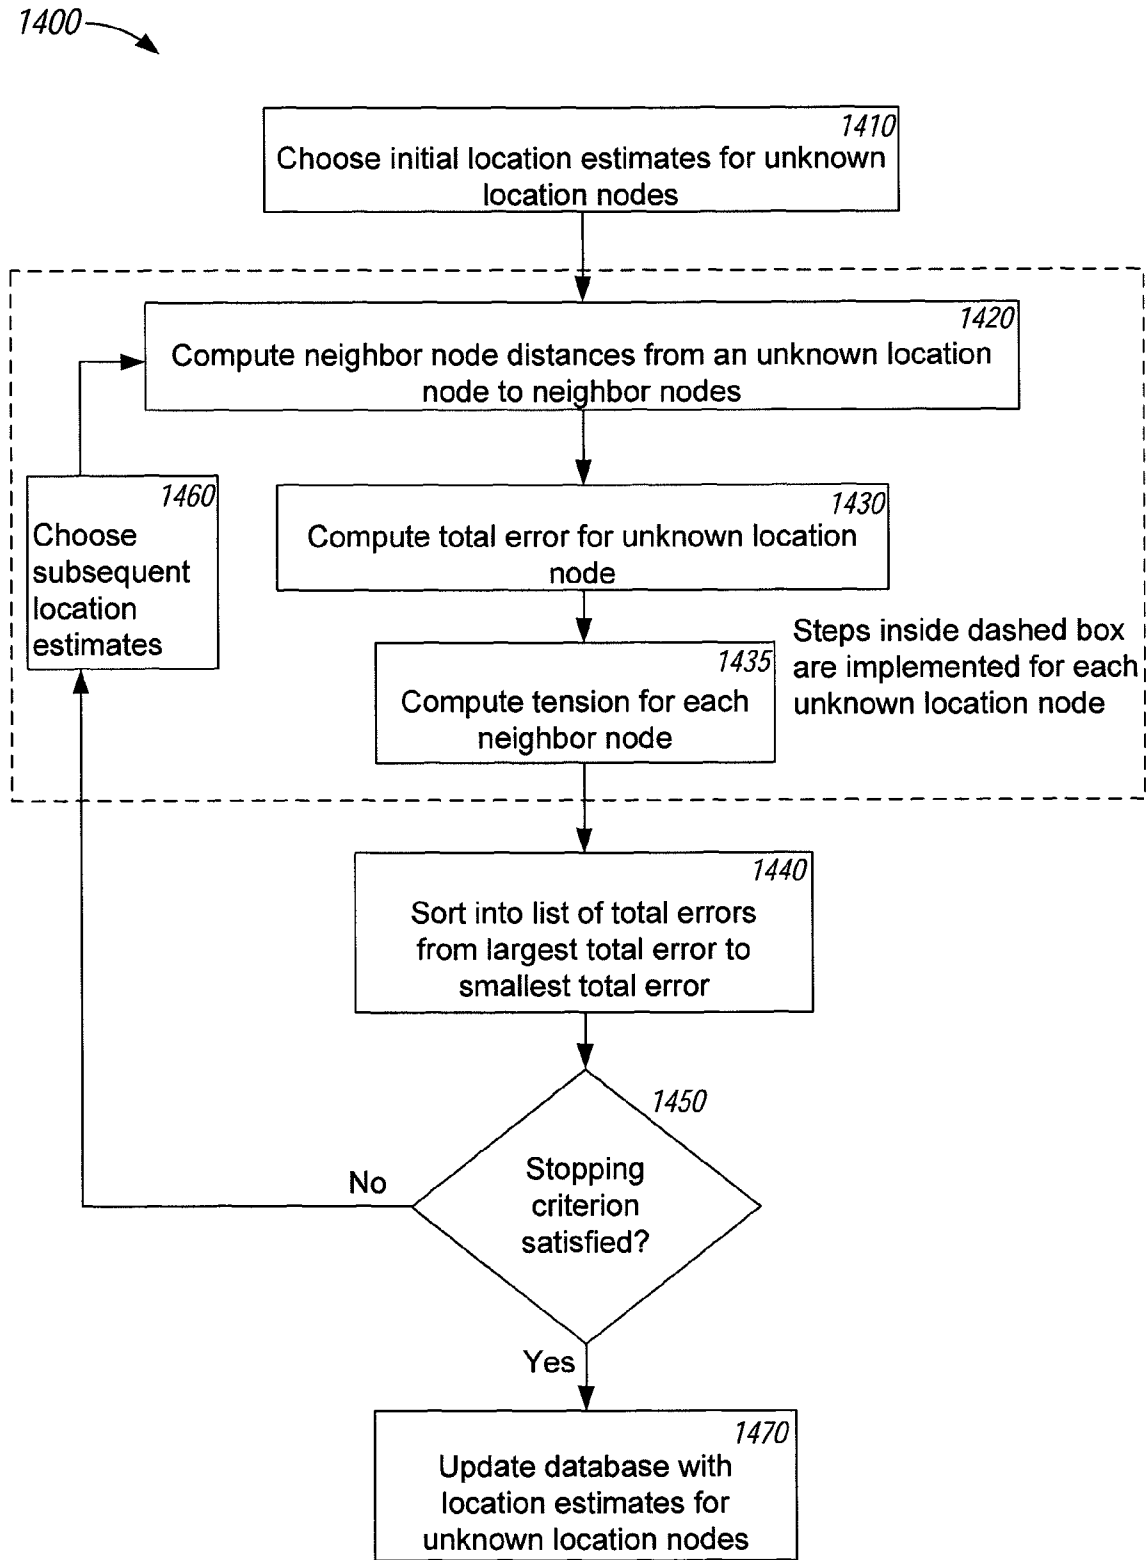 1400
1410
Choose initial location estimates for unknown
location nodes
1420
Compute neighbor node distances from an unknown location
node to neighbor nodes
1460
Choose
subsequent
location
estimates
1430
Compute total error for unknown location
node
1435
Compute tension for each
neighbor node
Steps inside dashed box
are implemented for each
unknown location node
1440
Sort into list of total errors
from largest total error to
smallest total error
1450
Stopping
criterion
satisfied?
No
Yes
1470
Update database with
location estimates for
unknown location nodes